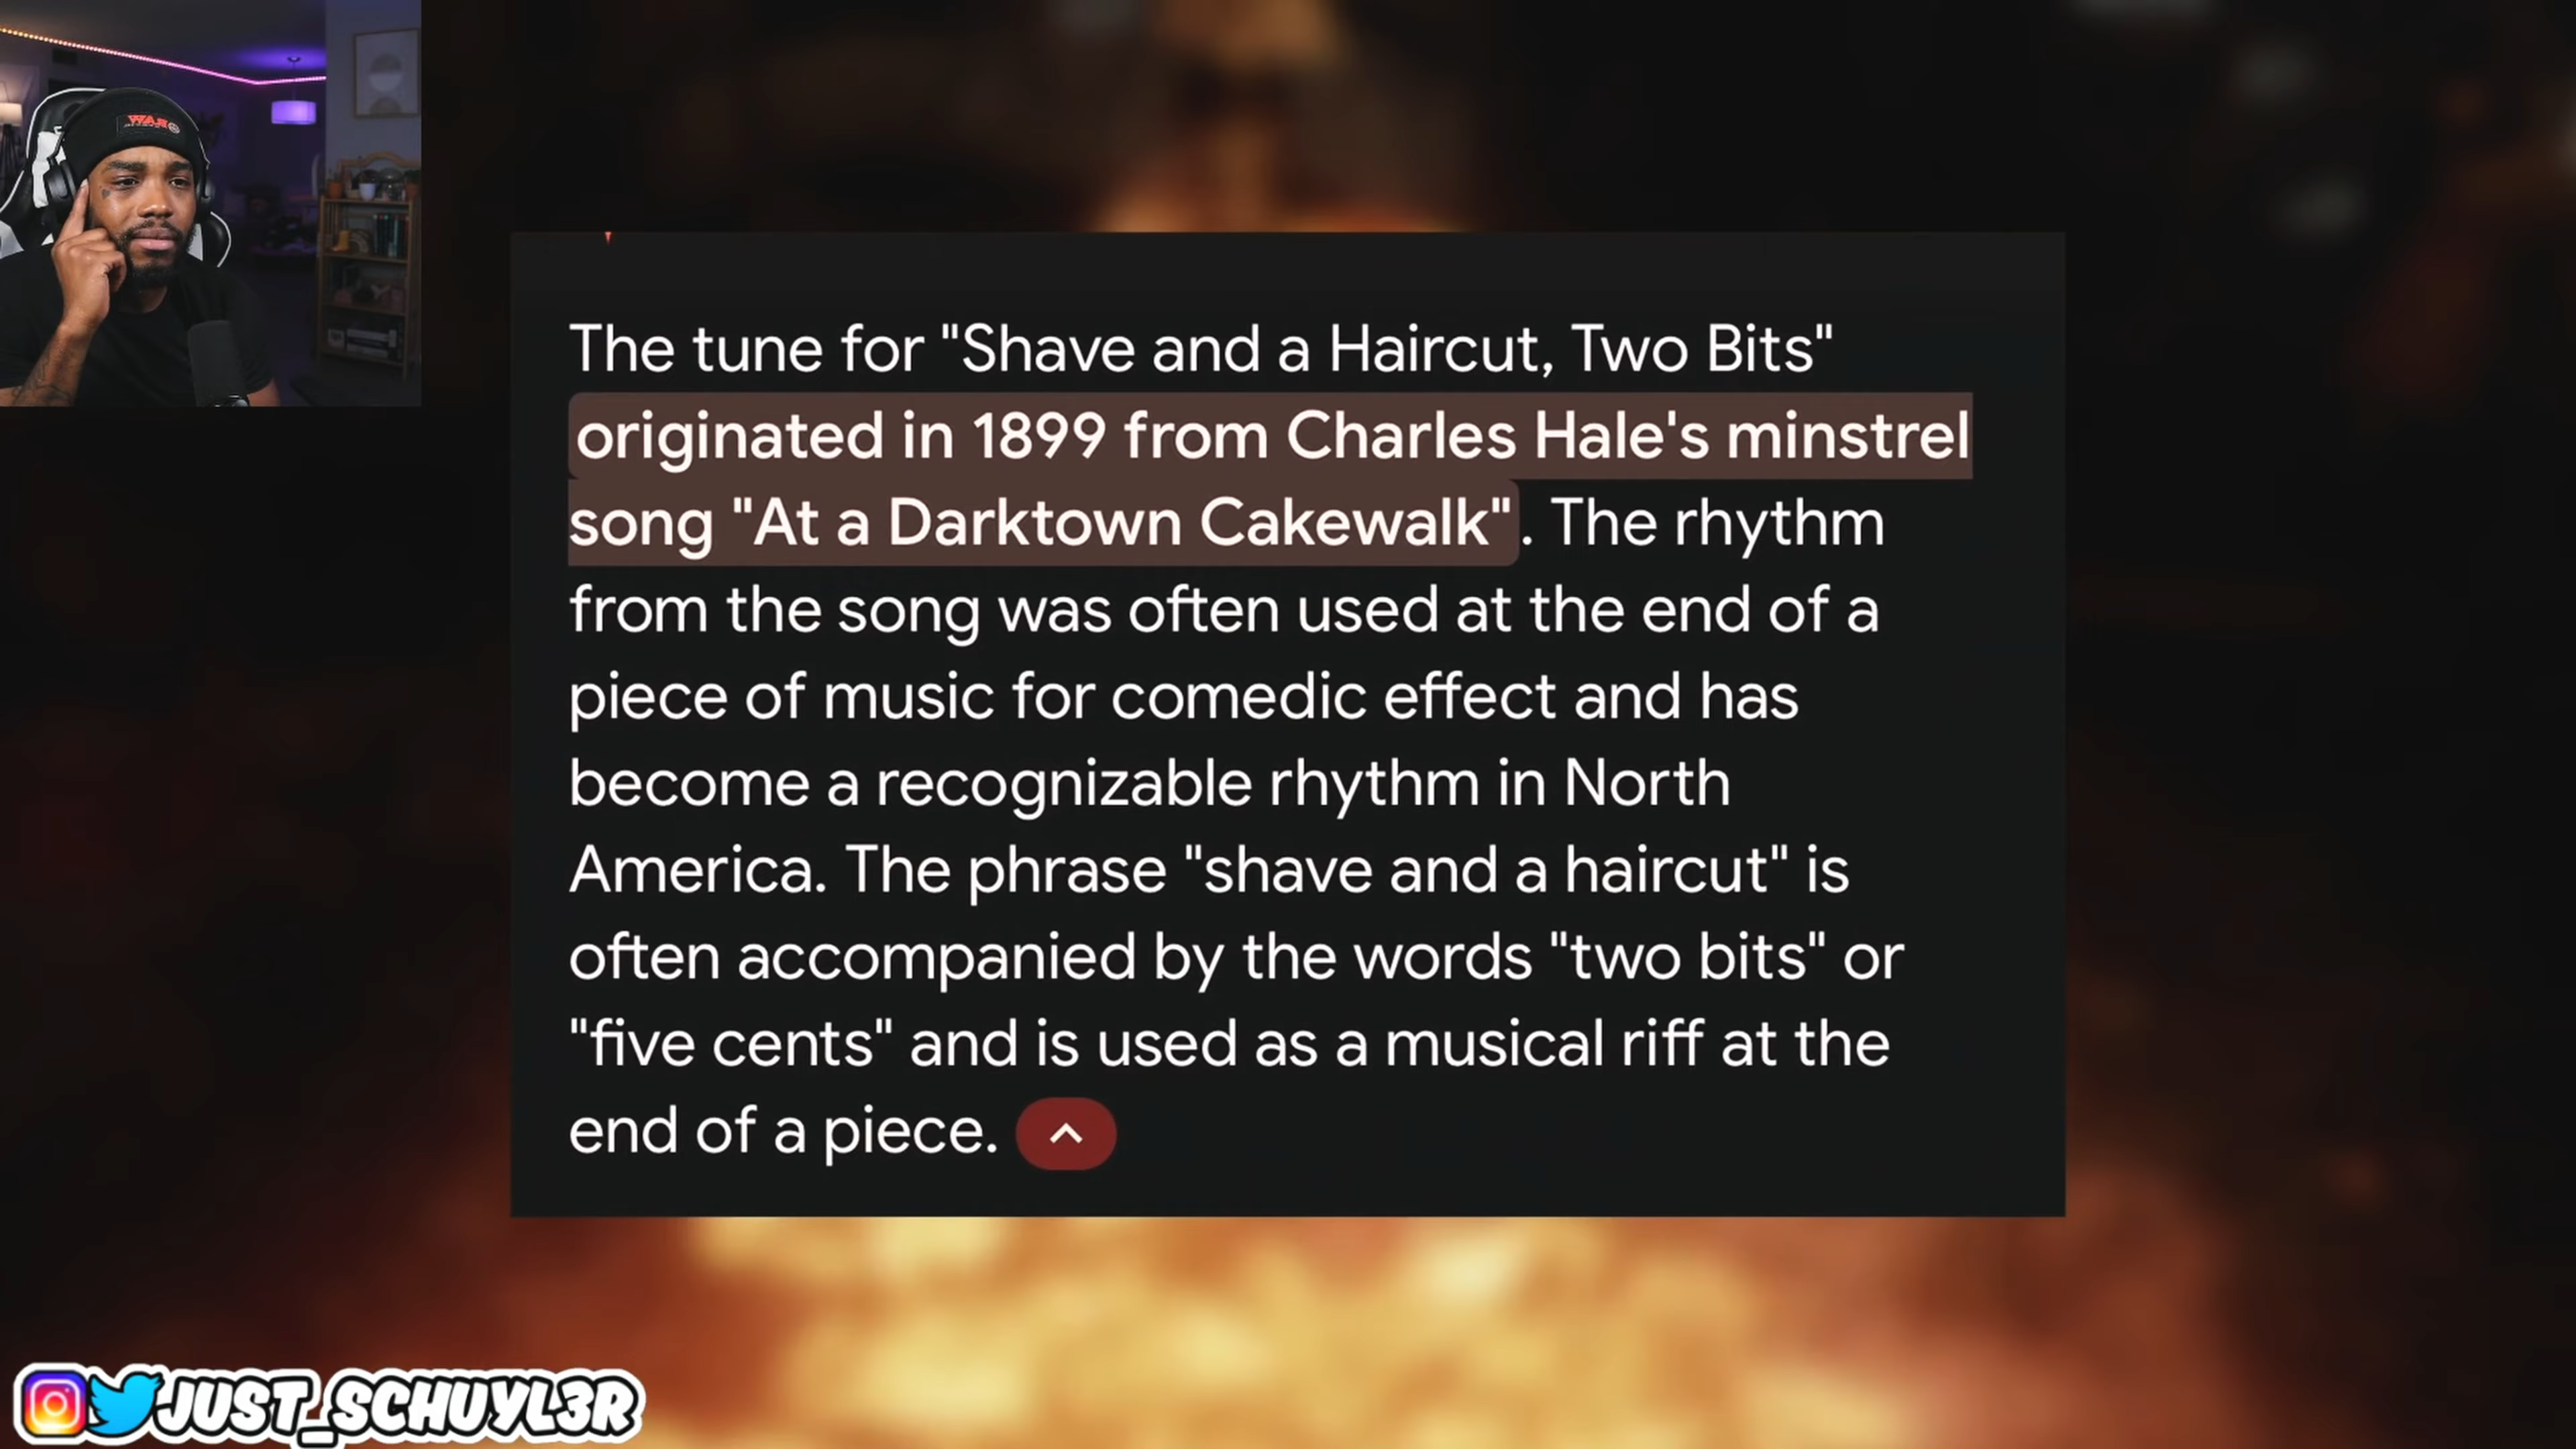 WAR
The tune for "Shave and a Haircut, Two Bits"
originated in 1899 from Charles Hale's minstrel
song "At a Darktown Cakewalk". The rhythm
from the song was often used at the end of a
piece of music for comedic effect and has
become a recognizable rhythm in North
America. The phrase "shave and a haircut" is
often accompanied by the words "two bits" or
"five cents" and is used as a musical riff at the
end of a piece.
JUST_SCHUYL3R